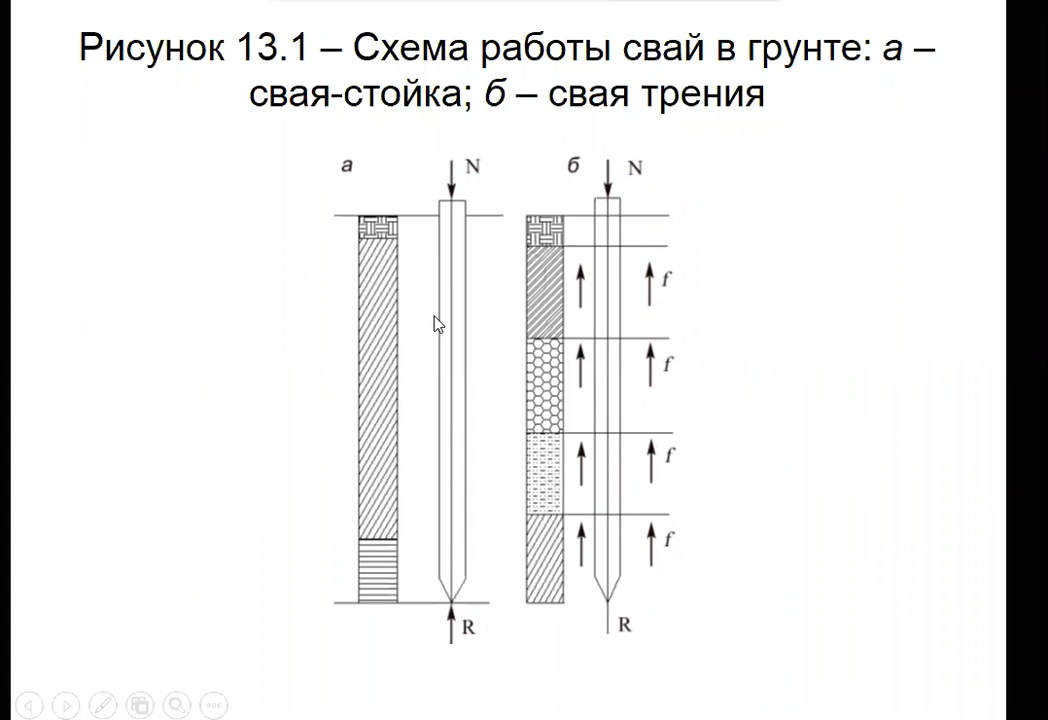 Рисунок 13.1 – Схема работы свай в грунте: а –
свая-стойка; б – свая трения
а
N
б
N
f
f
f
f
R
R